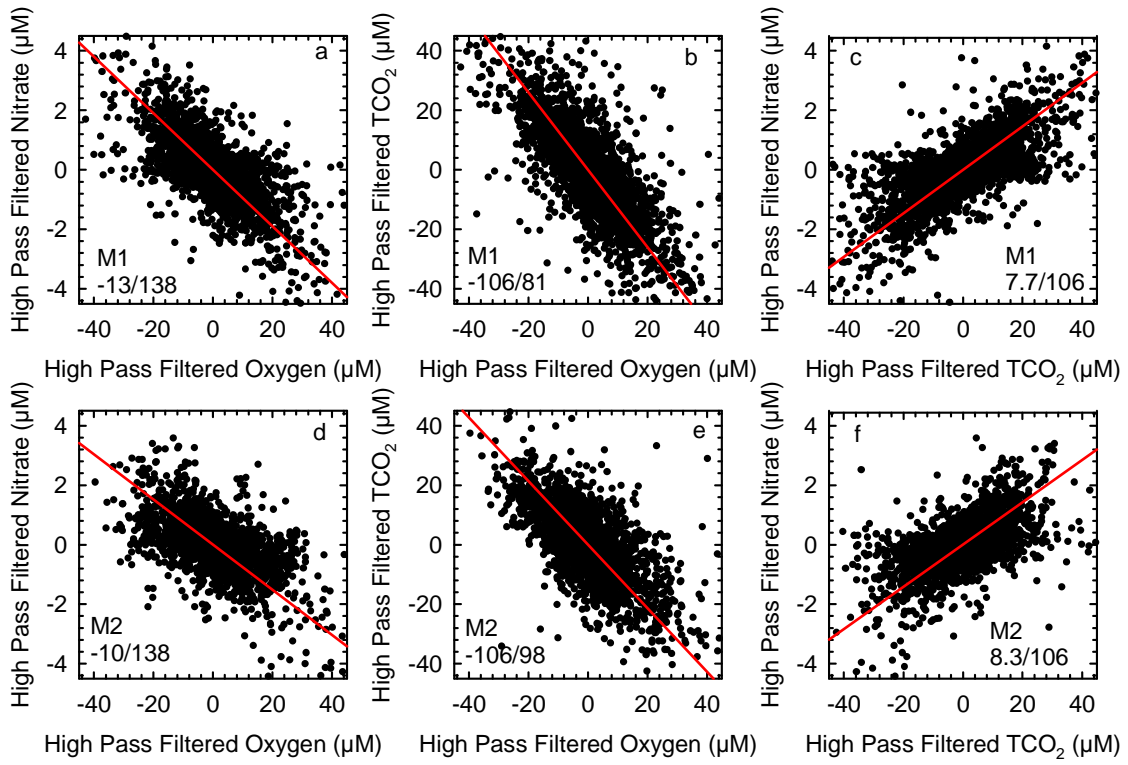 High Pass Filtered Nitrate (µM)
4
2
0
-2
-4
a
M1
-13/138
-40 -20 0 20 40
High Pass Filtered Oxygen (µM)
High Pass Filtered TCO₂ (µM)
40
20
0
-20
-40
b
M1
-106/81
-40 -20 0 20 40
High Pass Filtered Oxygen (µM)
High Pass Filtered Nitrate (µM)
4
2
0
-2
-4
c
M1
7.7/106
-40 -20 0 20 40
High Pass Filtered TCO₂ (µM)
High Pass Filtered Nitrate (µM)
4
2
0
-2
-4
d
M2
-10/138
-40 -20 0 20 40
High Pass Filtered Oxygen (µM)
High Pass Filtered TCO₂ (µM)
40
20
0
-20
-40
e
M2
-106/98
-40 -20 0 20 40
High Pass Filtered Oxygen (µM)
High Pass Filtered Nitrate (µM)
4
2
0
-2
-4
f
M2
8.3/106
-40 -20 0 20 40
High Pass Filtered TCO₂ (µM)